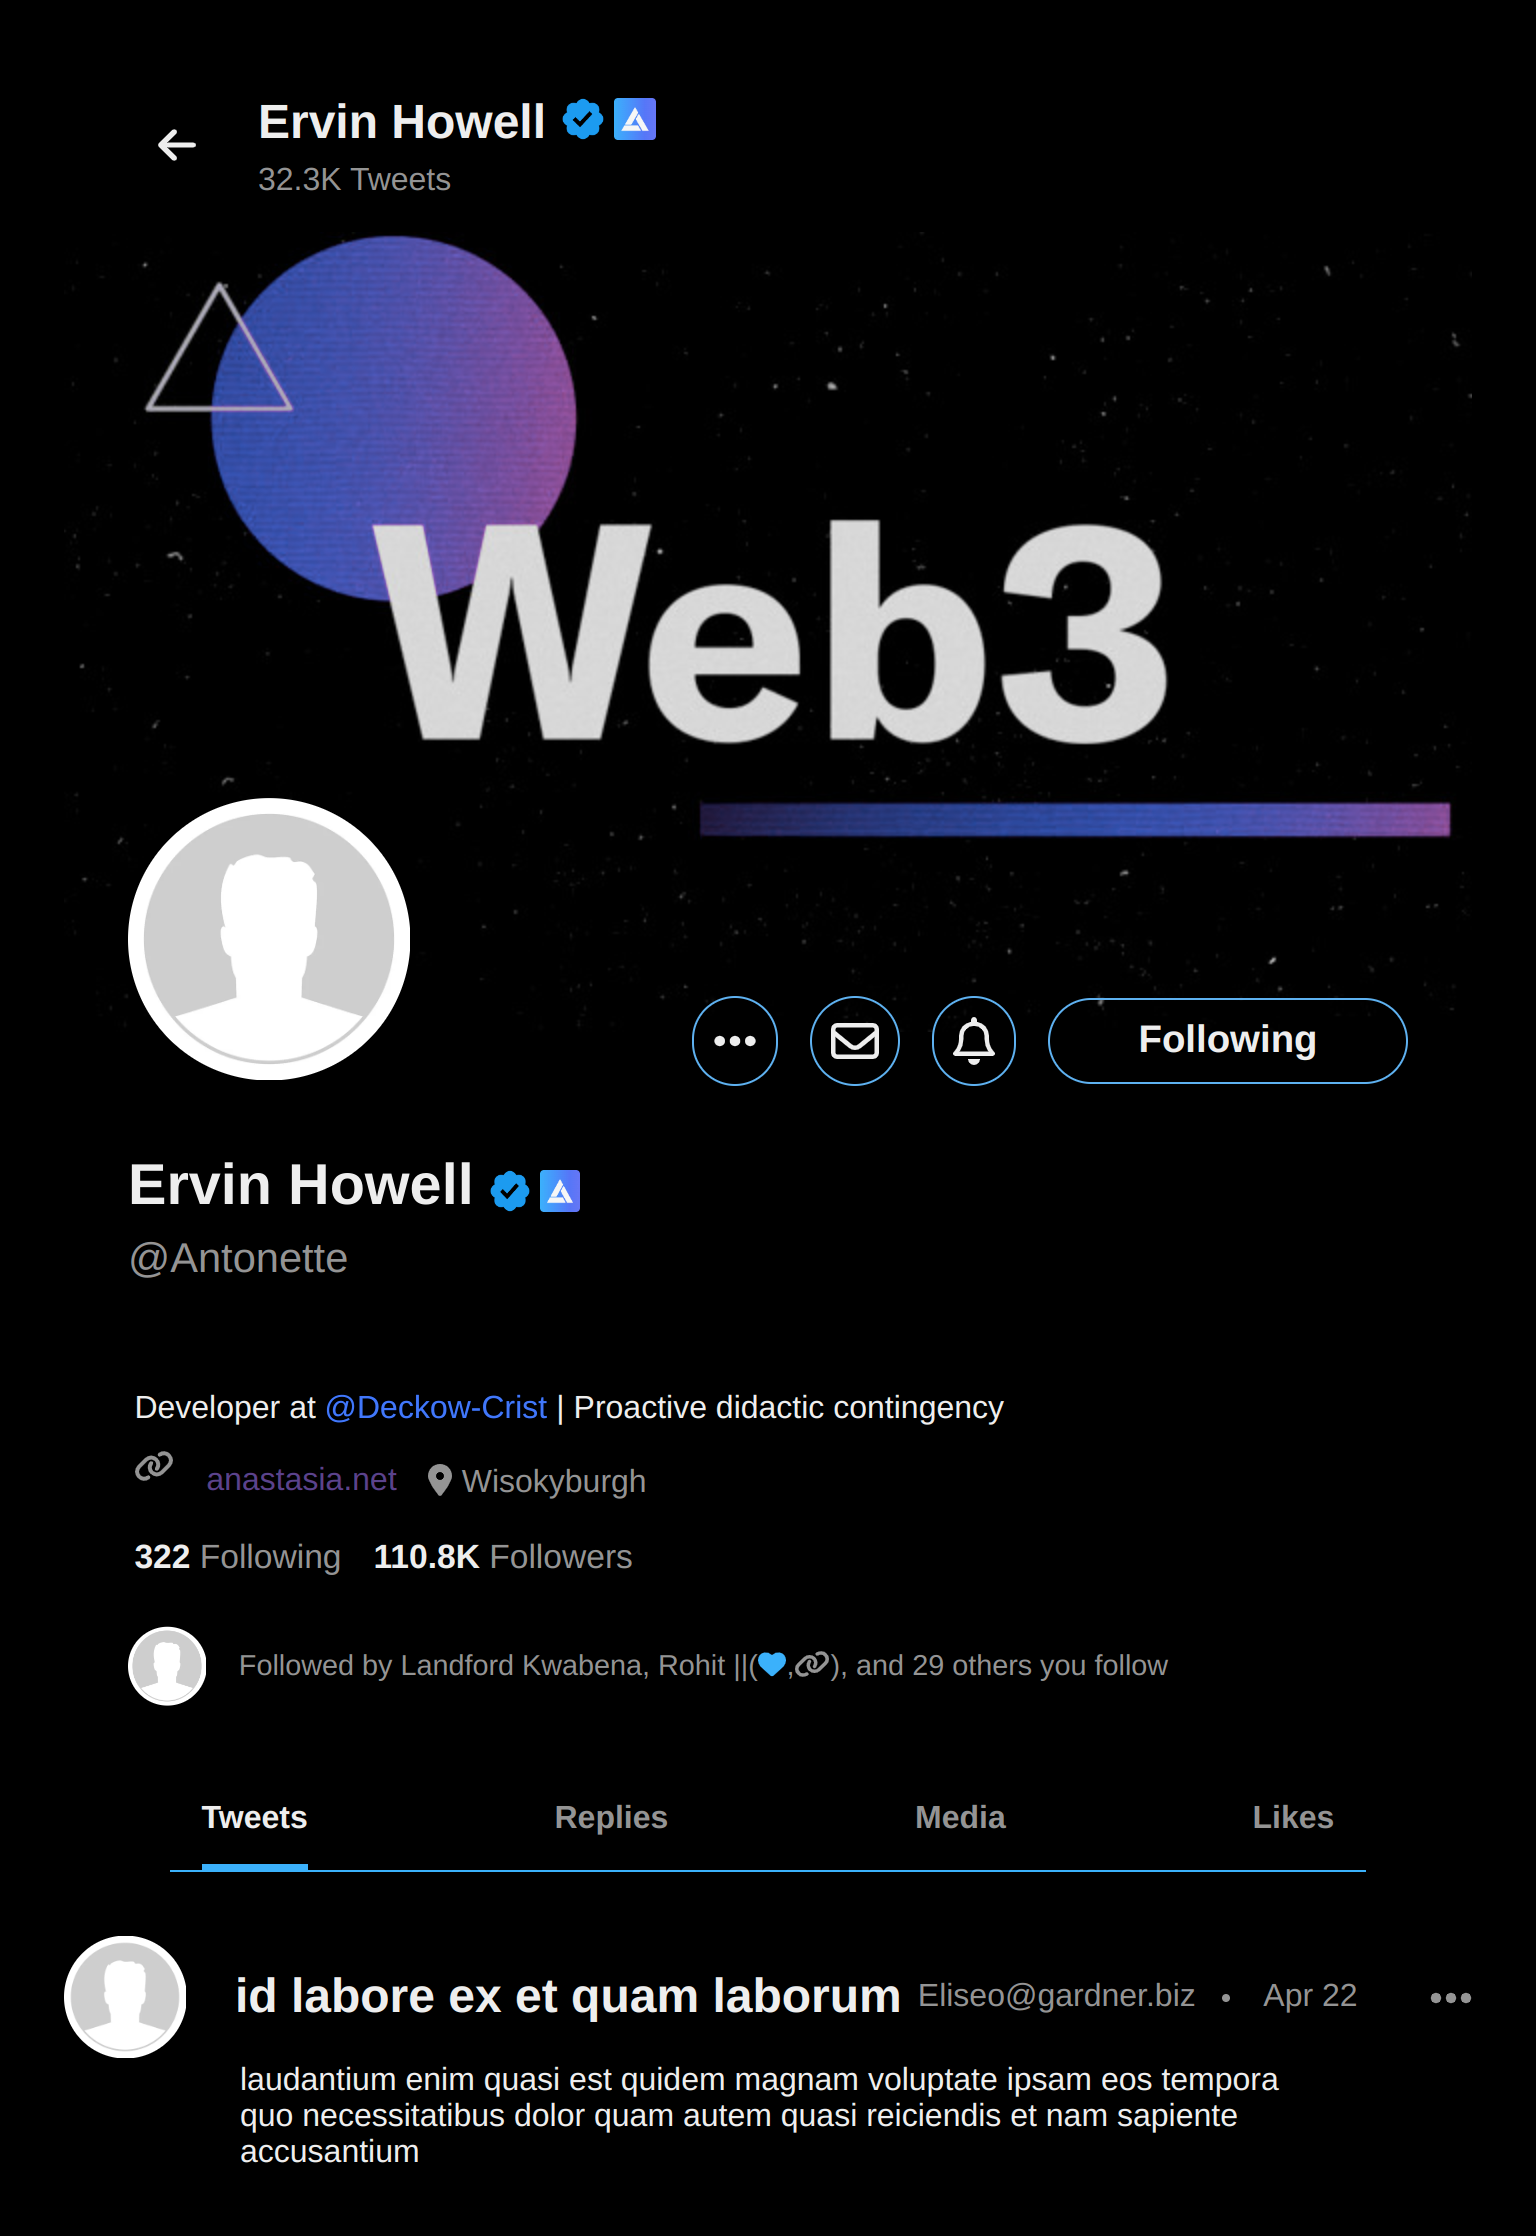 Ervin Howell
32.3K Tweets
Web3
Following
Ervin Howell
@Antonette
Developer at @Deckow-Crist | Proactive didactic contingency
anastasia.net Wisokyburgh
322 Following 110.8K Followers
Followed by Landford Kwabena, Rohit ||(💙,🔗), and 29 others you follow
Tweets Replies Media Likes
id labore ex et quam laborum Eliseo@gardner.biz • Apr 22
laudantium enim quasi est quidem magnam voluptate ipsam eos tempora
quo necessitatibus dolor quam autem quasi reiciendis et nam sapiente
accusantium